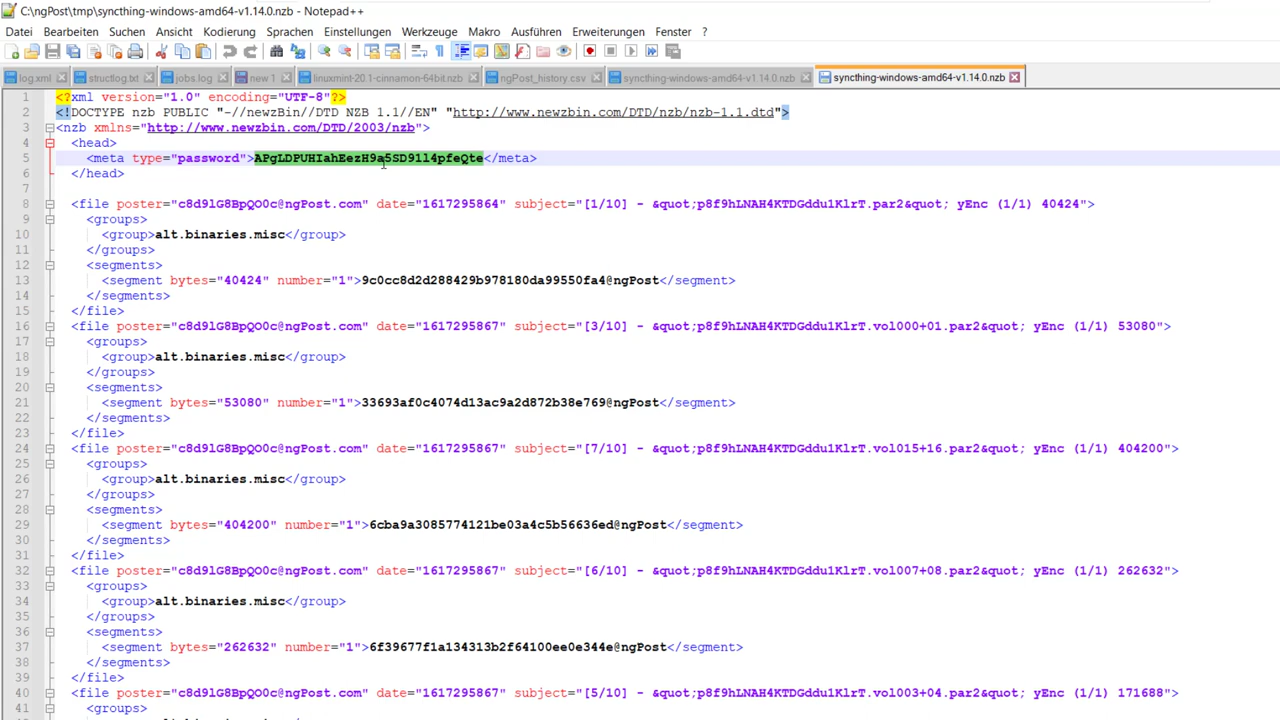 C:\ngPost\tmp\syncthing-windows-amd64-v1.14.0.nzb - Notepad++
Datei Bearbeiten Suchen Ansicht Kodierung Sprachen Einstellungen Werkzeuge Makro Ausführen Erweiterungen Fenster ?
log.xml structlog.txt jobs.log new 1 linuxmint-20.1-cinnamon-64bit.nzb ngPost_history.csv syncthing-windows-amd64-v1.14.0.nzb syncthing-windows-amd64-v1.14.0.nzb
1 <?xml version="1.0" encoding="UTF-8"?>
2 <!DOCTYPE nzb PUBLIC "-//newzBin//DTD NZB 1.1//EN" "http://www.newzbin.com/DTD/nzb/nzb-1.1.dtd">
3 <nzb xmlns="http://www.newzbin.com/DTD/2003/nzb">
4 <head>
5 <meta type="password">APgLDPUHIahEezH9a5SD91l4pfeQte</meta>
6 </head>
7
8 <file poster="c8d9lG8BpQO0c@ngPost.com" date="1617295864" subject="[1/10] - &quot;p8f9hLNAH4KTDGddu1KlrT.par2&quot; yEnc (1/1) 40424">
9 <groups>
10 <group>alt.binaries.misc</group>
11 </groups>
12 <segments>
13 <segment bytes="40424" number="1">9c0cc8d2d288429b978180da99550fa4@ngPost</segment>
14 </segments>
15 </file>
16 <file poster="c8d9lG8BpQO0c@ngPost.com" date="1617295867" subject="[3/10] - &quot;p8f9hLNAH4KTDGddu1KlrT.vol000+01.par2&quot; yEnc (1/1) 53080">
17 <groups>
18 <group>alt.binaries.misc</group>
19 </groups>
20 <segments>
21 <segment bytes="53080" number="1">33693af0c4074d13ac9a2d872b38e769@ngPost</segment>
22 </segments>
23 </file>
24 <file poster="c8d9lG8BpQO0c@ngPost.com" date="1617295867" subject="[7/10] - &quot;p8f9hLNAH4KTDGddu1KlrT.vol015+16.par2&quot; yEnc (1/1) 404200">
25 <groups>
26 <group>alt.binaries.misc</group>
27 </groups>
28 <segments>
29 <segment bytes="404200" number="1">6cba9a3085774121be03a4c5b56636ed@ngPost</segment>
30 </segments>
31 </file>
32 <file poster="c8d9lG8BpQO0c@ngPost.com" date="1617295867" subject="[6/10] - &quot;p8f9hLNAH4KTDGddu1KlrT.vol007+08.par2&quot; yEnc (1/1) 262632">
33 <groups>
34 <group>alt.binaries.misc</group>
35 </groups>
36 <segments>
37 <segment bytes="262632" number="1">6f39677f1a134313b2f64100ee0e344e@ngPost</segment>
38 </segments>
39 </file>
40 <file poster="c8d9lG8BpQO0c@ngPost.com" date="1617295867" subject="[5/10] - &quot;p8f9hLNAH4KTDGddu1KlrT.vol003+04.par2&quot; yEnc (1/1) 171688">
41 <groups>